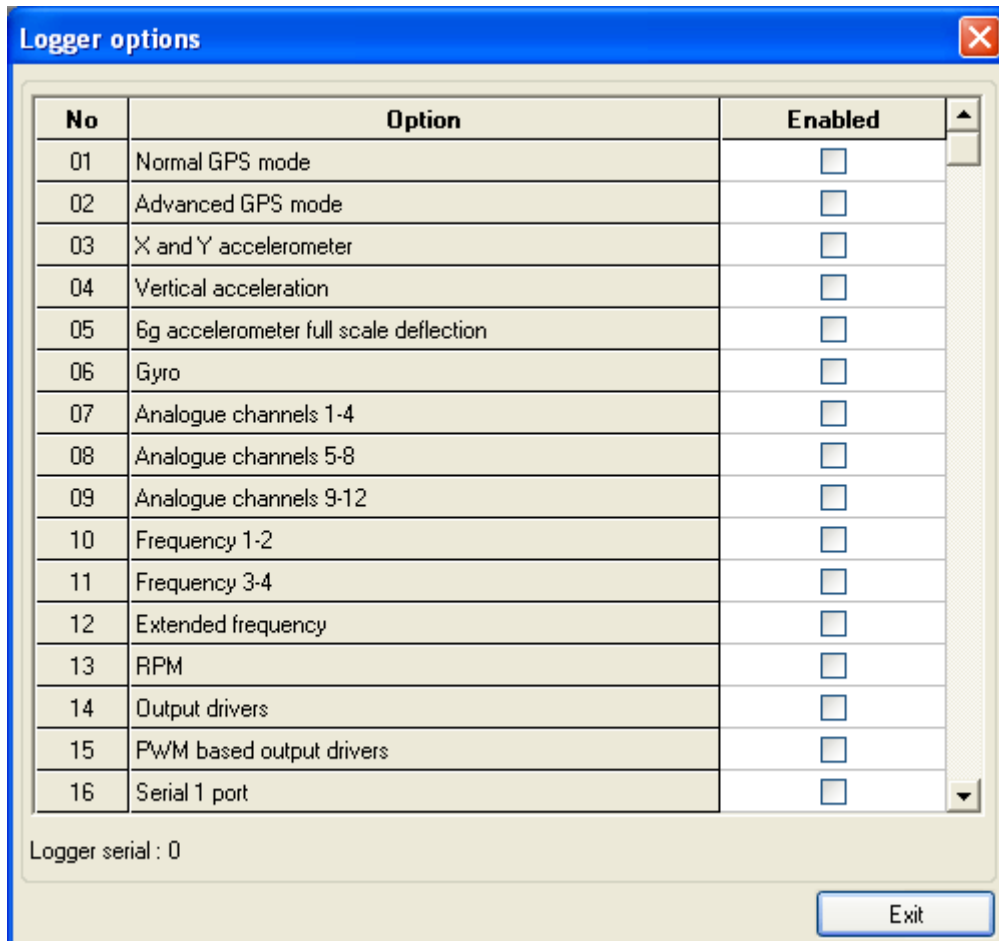 Logger options
No Option Enabled
01 Normal GPS mode
02 Advanced GPS mode
03 X and Y accelerometer
04 Vertical acceleration
05 6g accelerometer full scale deflection
06 Gyro
07 Analogue channels 1-4
08 Analogue channels 5-8
09 Analogue channels 9-12
10 Frequency 1-2
11 Frequency 3-4
12 Extended frequency
13 RPM
14 Output drivers
15 PWM based output drivers
16 Serial 1 port
Logger serial : 0
Exit